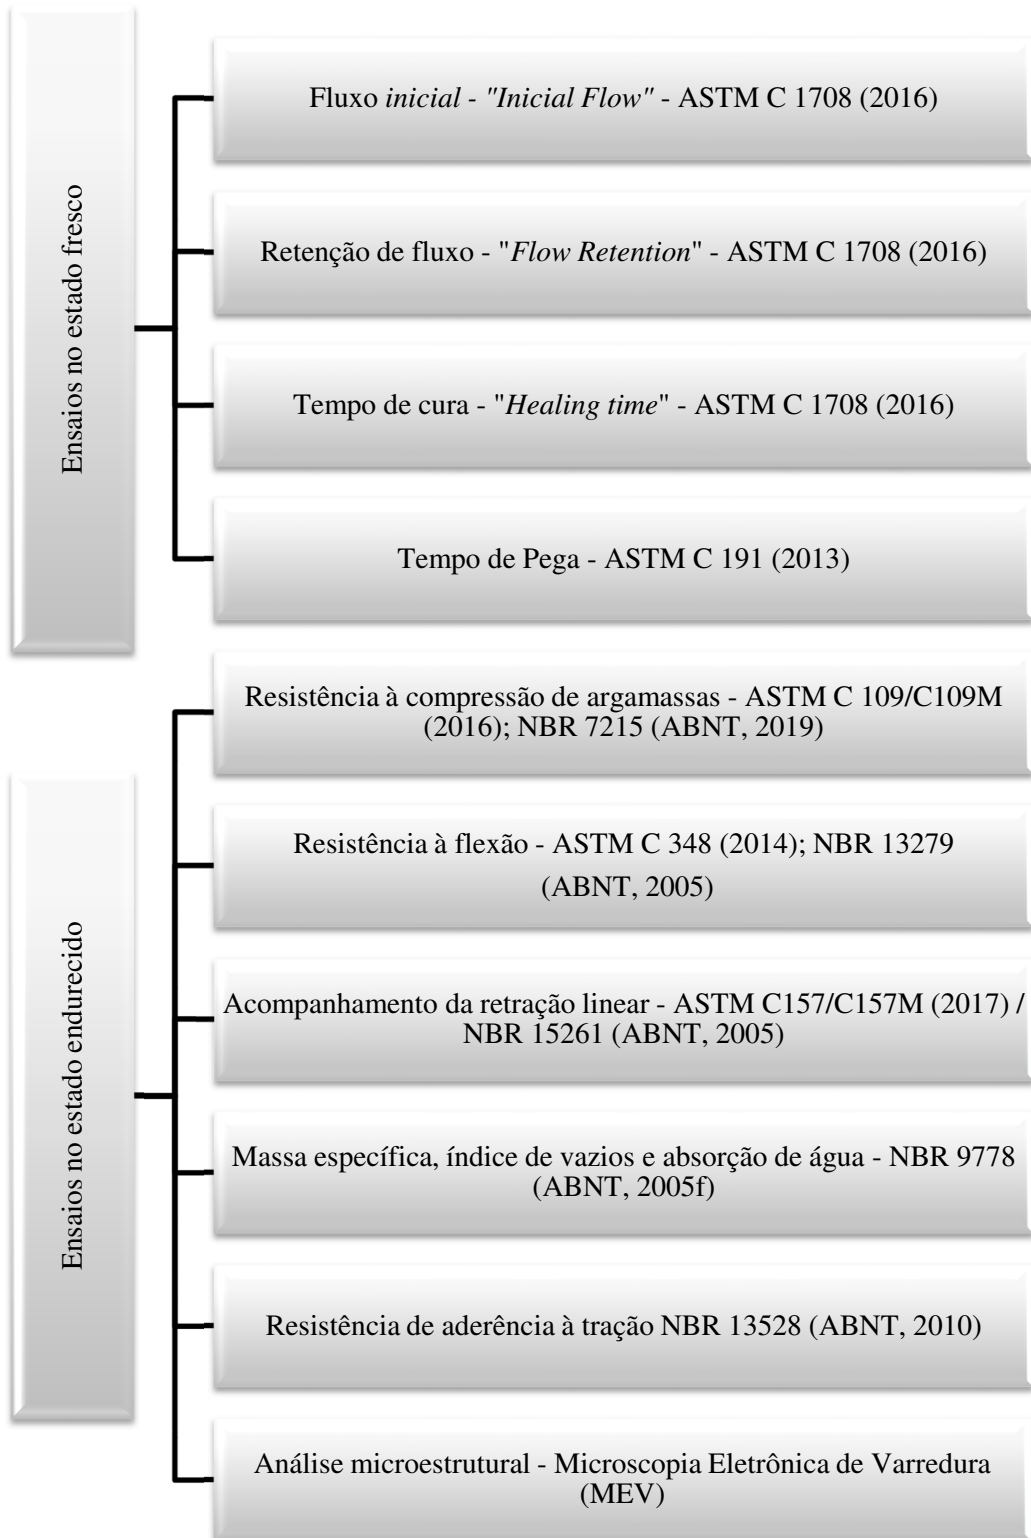 Ensaios no estado fresco
Fluxo inicial - "Inicial Flow" - ASTM C 1708 (2016)
Retenção de fluxo - "Flow Retention" - ASTM C 1708 (2016)
Tempo de cura - "Healing time" - ASTM C 1708 (2016)
Tempo de Pega - ASTM C 191 (2013)
Ensaios no estado endurecido
Resistência à compressão de argamassas - ASTM C 109/C109M
(2016); NBR 7215 (ABNT, 2019)
Resistência à flexão - ASTM C 348 (2014); NBR 13279
(ABNT, 2005)
Acompanhamento da retração linear - ASTM C157/C157M (2017) /
NBR 15261 (ABNT, 2005)
Massa específica, índice de vazios e absorção de água - NBR 9778
(ABNT, 2005f)
Resistência de aderência à tração NBR 13528 (ABNT, 2010)
Análise microestrutural - Microscopia Eletrônica de Varredura
(MEV)